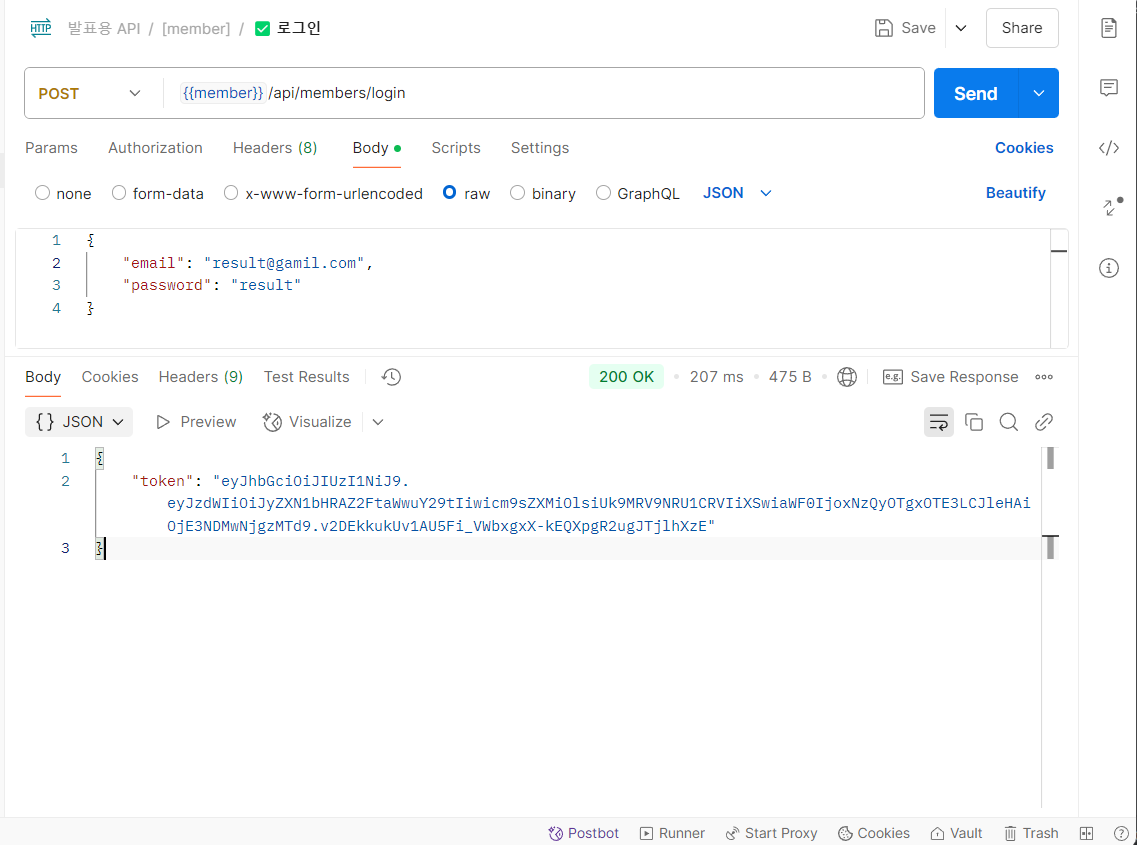 HTTP 발표용 API / [member] / ✅ 로그인 Save Share
POST {{member}} /api/members/login Send
Params Authorization Headers (8) Body Scripts Settings Cookies
none form-data x-www-form-urlencoded raw binary GraphQL JSON Beautify
1 {
2 "email": "result@gamil.com",
3 "password": "result"
4 }
Body Cookies Headers (9) Test Results 200 OK • 207 ms • 475 B • e.g. Save Response
{} JSON Preview Visualize
1 {
2 "token": "eyJhbGciOiJIUzI1NiJ9.
eyJzdWIiOiJyZXN1bHRAZ2FtaWwuY29tIiwicm9sZXMiOlsiUk9MRV9NRU1CRVIiXSwiaWF0IjoxNzQyOTgxOTE3LCJleHAi
OjE3NDMwNjgzMTd9.v2DEkkukUv1AU5Fi_VWbxgxX-kEQXpgR2ugJTjlhXzE"
3 }
Postbot Runner Start Proxy Cookies Vault Trash